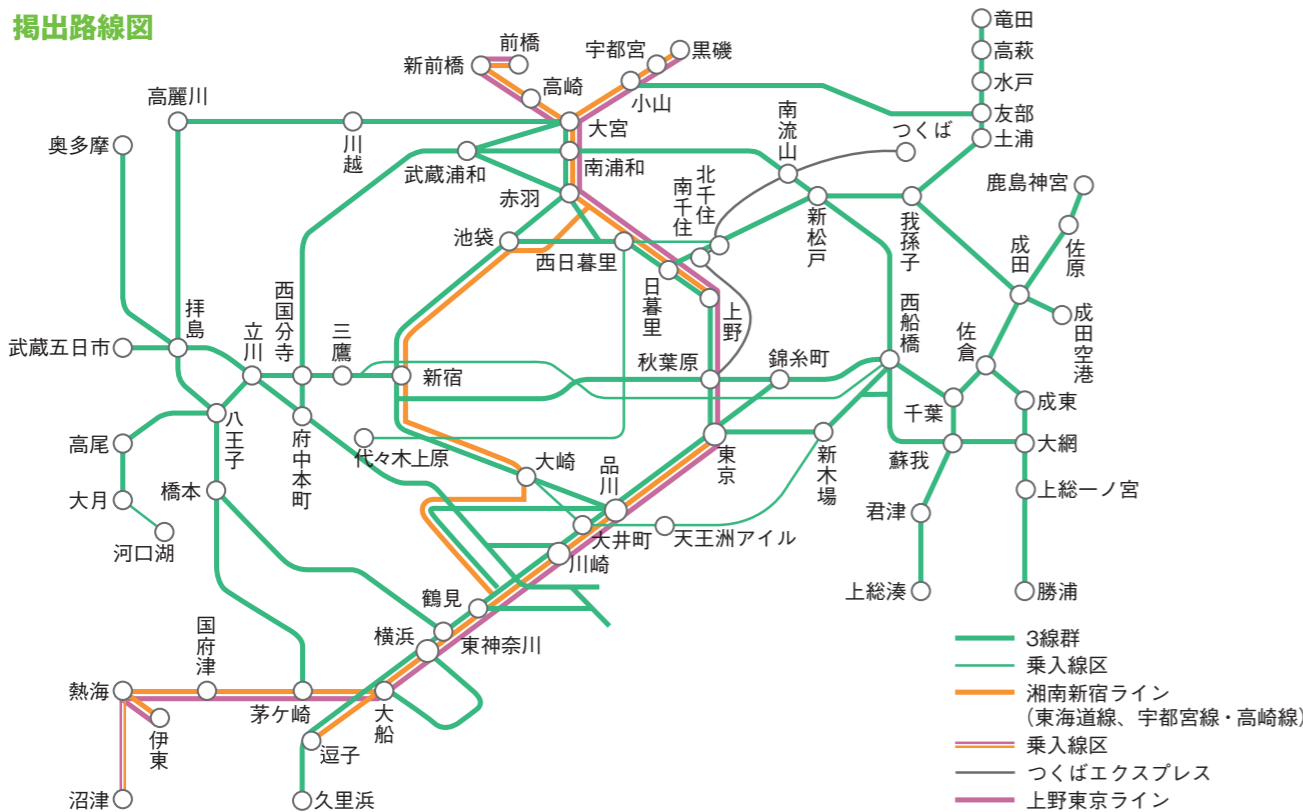 掲出路線図
前橋
新前橋
高崎
宇都宮
黒磯
小山
竜田
高萩
水戸
友部
土浦
高麗川
川越
大宮
奥多摩
武蔵浦和
南浦和
南流山
つくば
赤羽
北千住
南千住
新松戸
我孫子
鹿島神宮
佐原
成田
成田空港
池袋
西日暮里
日暮里
上野
西船橋
佐倉
拝島
立川
西国分寺
三鷹
武蔵五日市
新宿
秋葉原
錦糸町
千葉
成東
八王子
府中本町
代々木上原
大崎
品川
東京
新木場
蘇我
大網
高尾
橋本
大月
河口湖
大井町
天王洲アイル
川崎
君津
上総一ノ宮
上総湊
勝浦
鶴見
東神奈川
横浜
国府津
熱海
茅ケ崎
大船
伊東
逗子
沼津
久里浜
3線群
乗入線区
湘南新宿ライン
(東海道線、宇都宮線・高崎線)
乗入線区
つくばエクスプレス
上野東京ライン